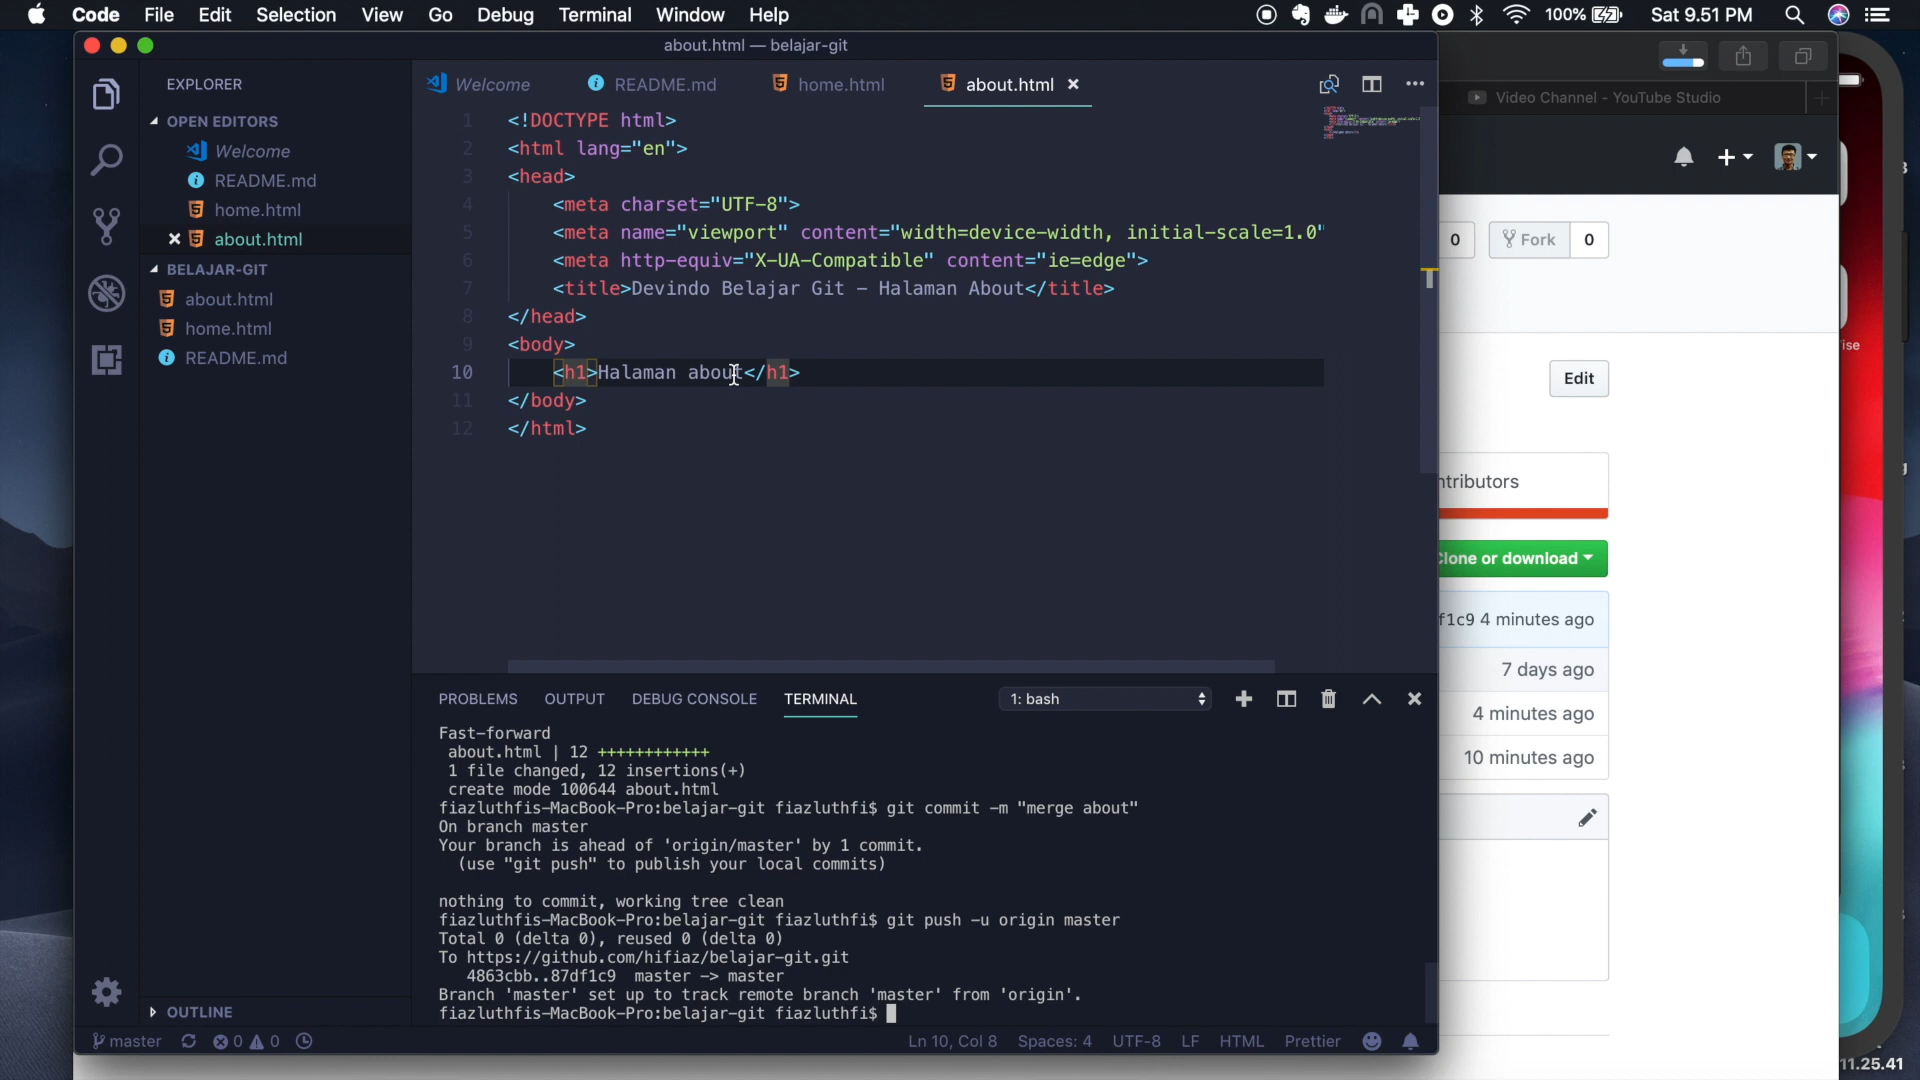 Code File Edit Selection View Go Debug Terminal Window Help
100% Sat 9.51 PM
about.html — belajar-git
EXPLORER
Welcome README.md home.html about.html
OPEN EDITORS
Welcome
README.md
home.html
about.html
BELAJAR-GIT
about.html
home.html
README.md
OUTLINE
1 <!DOCTYPE html>
2 <html lang="en">
3 <head>
4 <meta charset="UTF-8">
5 <meta name="viewport" content="width=device-width, initial-scale=1.0"
6 <meta http-equiv="X-UA-Compatible" content="ie=edge">
7 <title>Devindo Belajar Git – Halaman About</title>
8 </head>
9 <body>
10 <h1>Halaman about</h1>
11 </body>
12 </html>
PROBLEMS OUTPUT DEBUG CONSOLE TERMINAL 1: bash
Fast-forward
about.html | 12 ++++++++++++
1 file changed, 12 insertions(+)
create mode 100644 about.html
fiazluthfis-MacBook-Pro:belajar-git fiazluthfi$ git commit -m "merge about"
On branch master
Your branch is ahead of 'origin/master' by 1 commit.
(use "git push" to publish your local commits)
nothing to commit, working tree clean
fiazluthfis-MacBook-Pro:belajar-git fiazluthfi$ git push -u origin master
Total 0 (delta 0), reused 0 (delta 0)
To https://github.com/hifiaz/belajar-git.git
4863cbb..87df1c9 master -> master
Branch 'master' set up to track remote branch 'master' from 'origin'.
fiazluthfis-MacBook-Pro:belajar-git fiazluthfi$
master 0 0 Ln 10, Col 8 Spaces: 4 UTF-8 LF HTML Prettier
Video Channel - YouTube Studio
0 Fork 0
Edit
ntributors
Clone or download
f1c9 4 minutes ago
7 days ago
4 minutes ago
10 minutes ago
ise
11.25.41